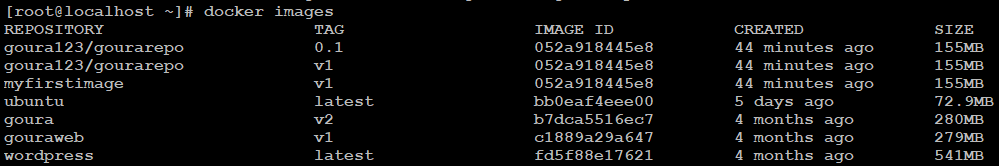 [root@localhost ~]# docker images
REPOSITORY TAG IMAGE ID CREATED SIZE
goura123/gourarepo 0.1 052a918445e8 44 minutes ago 155MB
goura123/gourarepo v1 052a918445e8 44 minutes ago 155MB
myfirstimage v1 052a918445e8 44 minutes ago 155MB
ubuntu latest bb0eaf4eee00 5 days ago 72.9MB
goura v2 b7dca5516ec7 4 months ago 280MB
gouraweb v1 c1889a29a647 4 months ago 279MB
wordpress latest fd5f88e17621 4 months ago 541MB